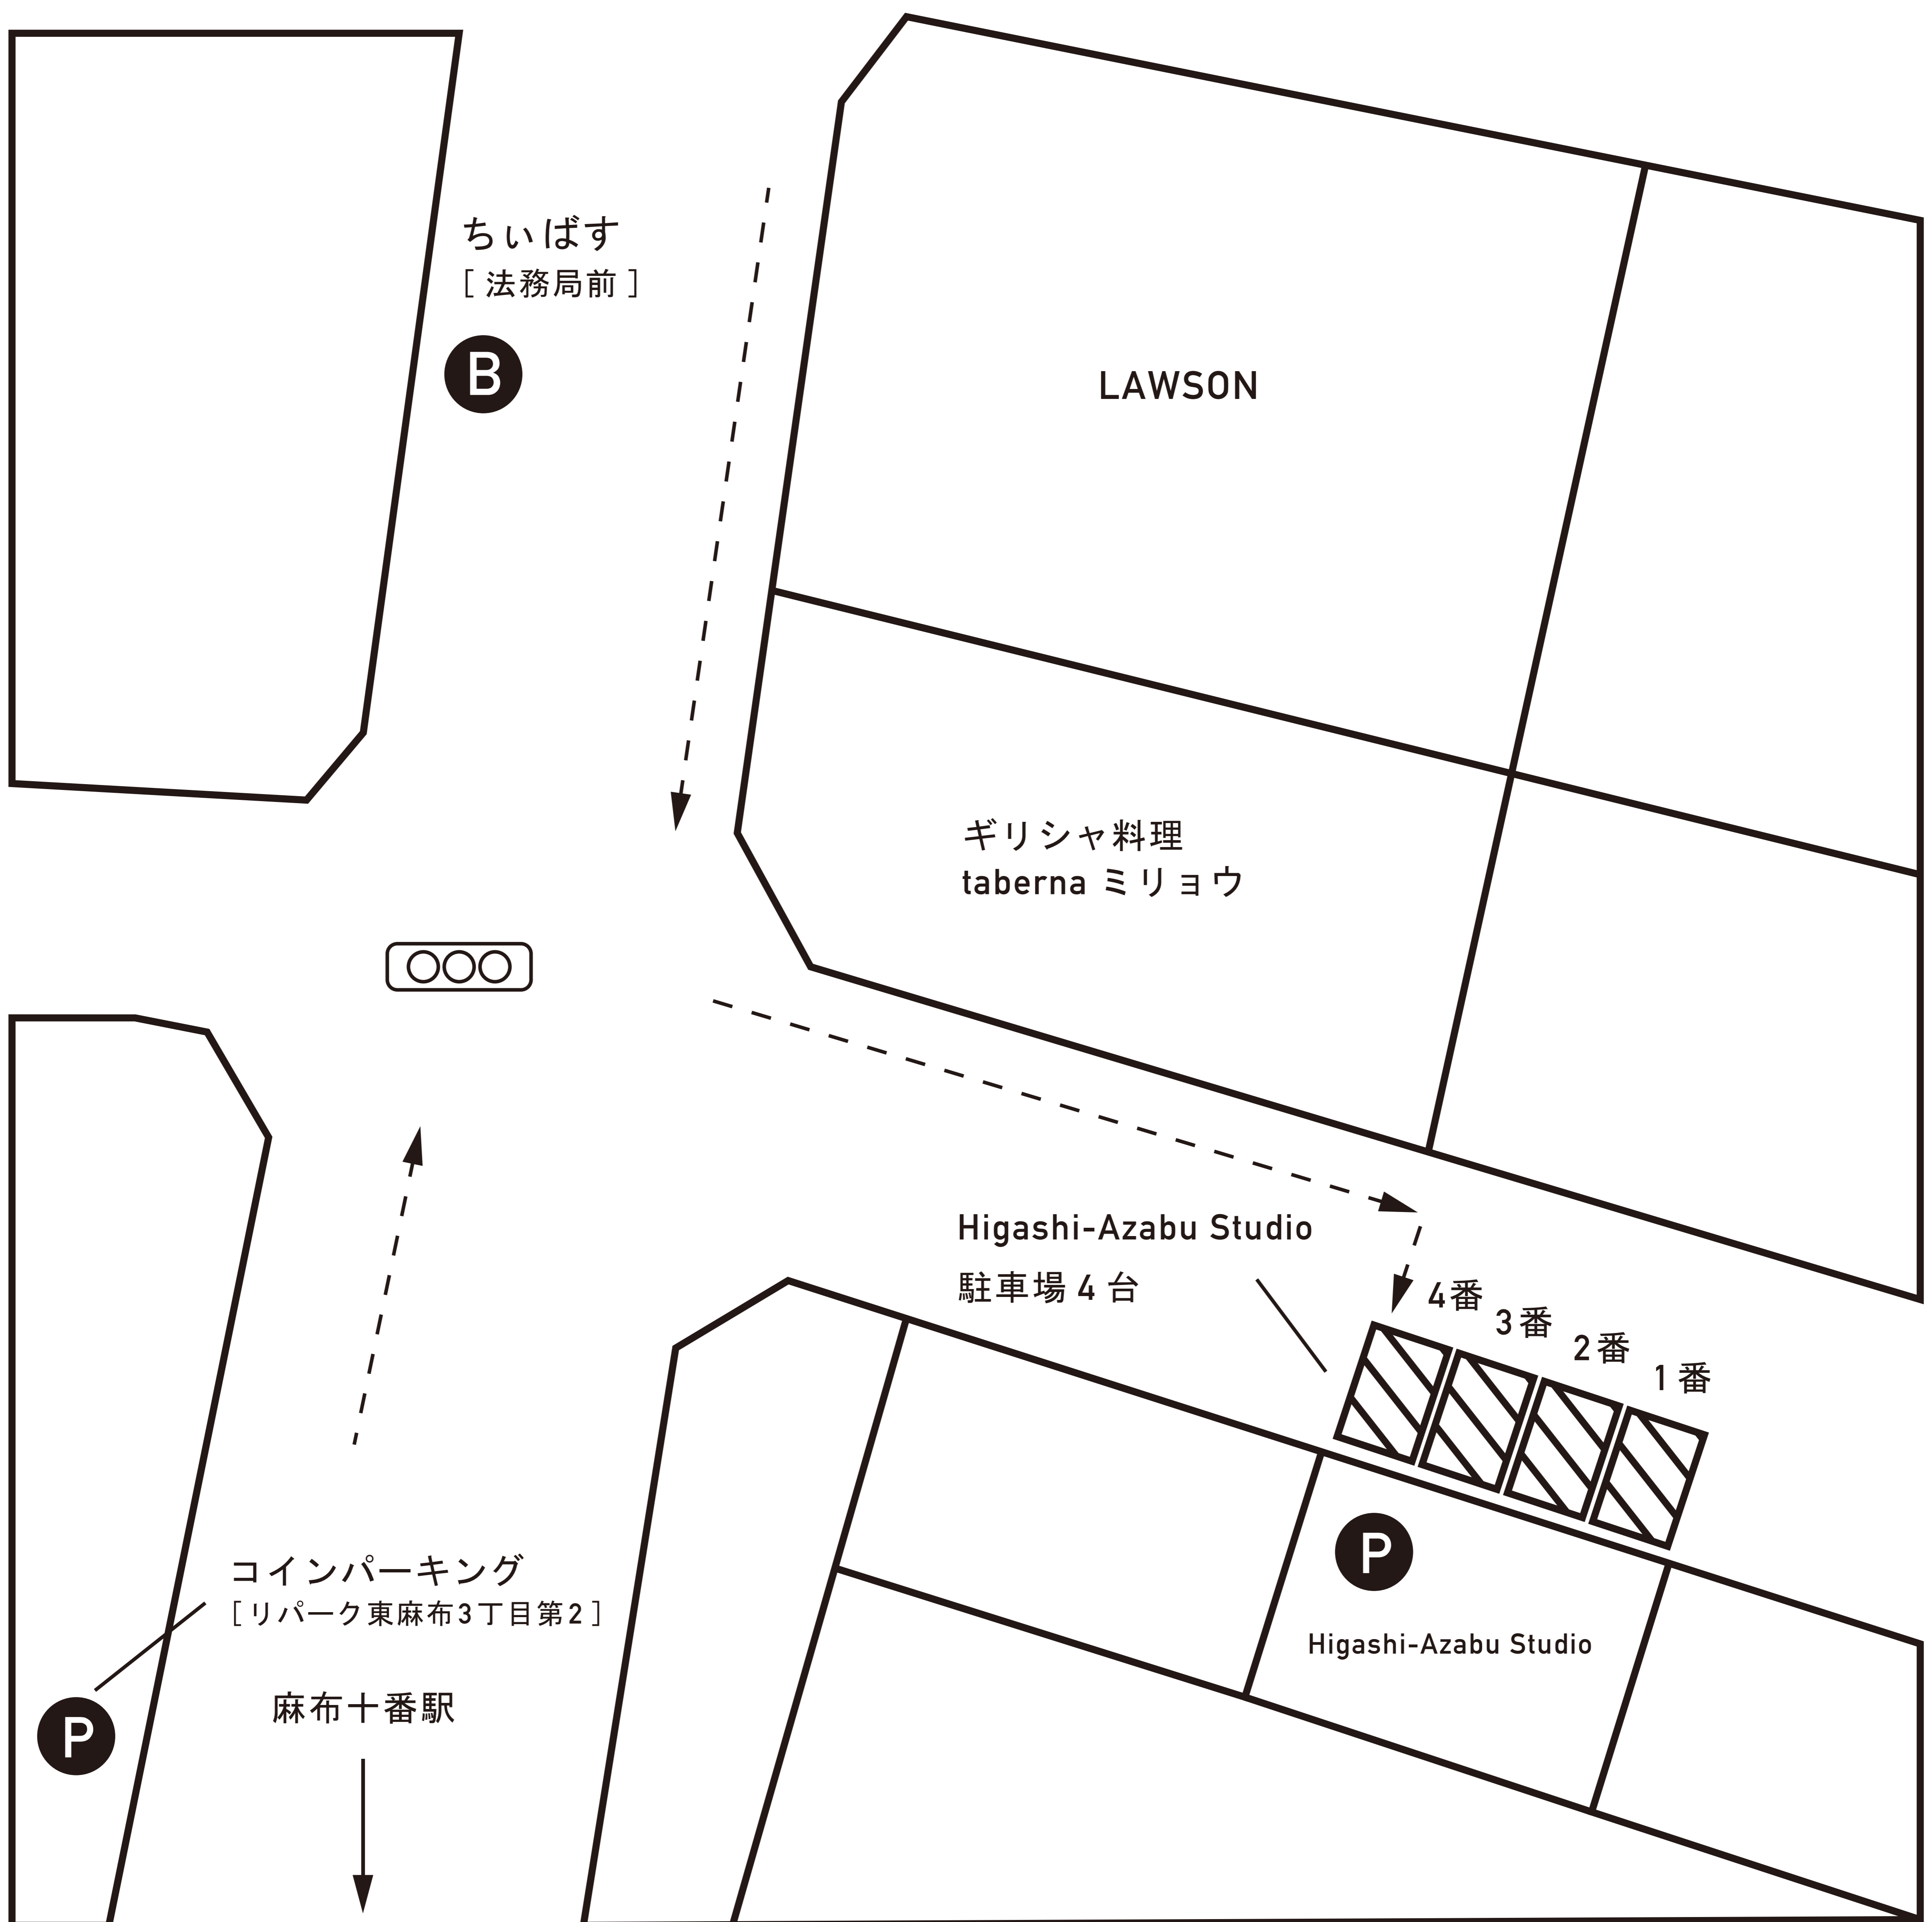 ちぃばす
[ 法務局前 ]
B
LAWSON
ギリシャ料理
taberna ミリョウ
Higashi-Azabu Studio
駐車場 4 台
4番
3番
2番
1番
P
Higashi-Azabu Studio
コインパーキング
[ リパーク東麻布3丁目第2 ]
P
麻布十番駅